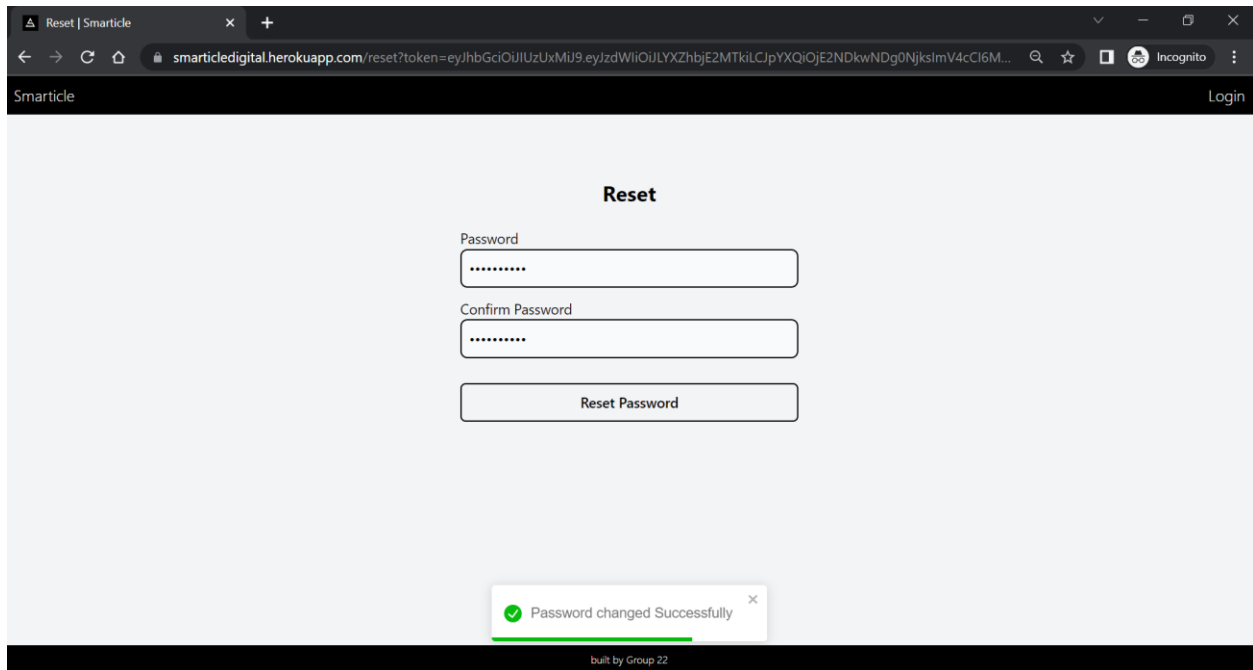 Reset | Smarticle
smarticledigital.herokuapp.com/reset?token=eyJhbGciOiJIUzUxMiJ9.eyJzdWIiOiJLYXZhbjE2MTkiLCJpYXQiOjE2NDkwNDg0NjksImV4cCI6M...
Incognito
Smarticle
Login
Reset
Password
Confirm Password
Reset Password
Password changed Successfully
built by Group 22